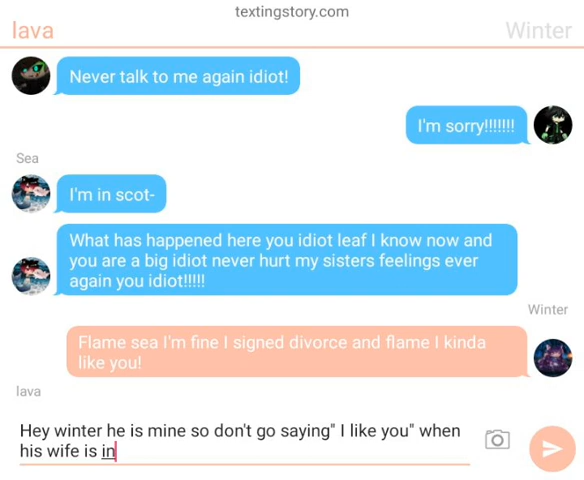 textingstory.com
lava
Winter
Never talk to me again idiot!
I'm sorry!!!!!!!
Sea
I'm in scot-
What has happened here you idiot leaf I know now and
you are a big idiot never hurt my sisters feelings ever
again you idiot!!!!!
Winter
Flame sea I'm fine I signed divorce and flame I kinda
like you!
lava
Hey winter he is mine so don't go saying" I like you" when
his wife is in